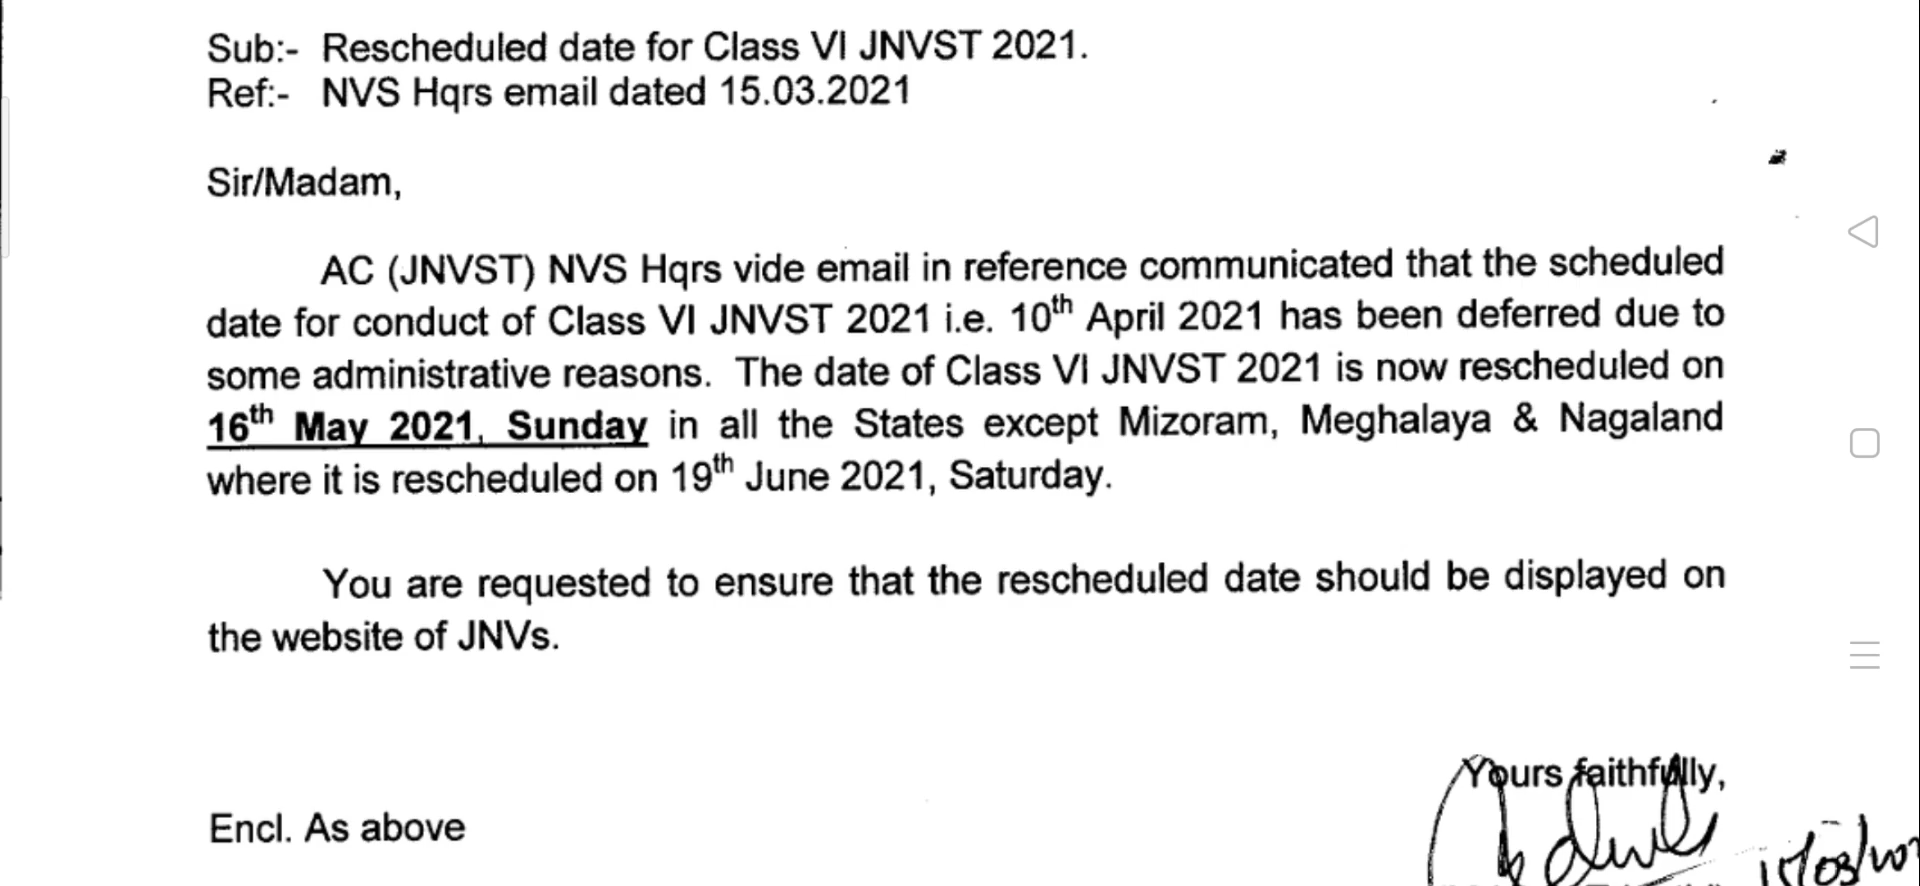 Sub:- Rescheduled date for Class VI JNVST 2021.
Ref:- NVS Hqrs email dated 15.03.2021
Sir/Madam,
AC (JNVST) NVS Hqrs vide email in reference communicated that the scheduled
date for conduct of Class VI JNVST 2021 i.e. 10th April 2021 has been deferred due to
some administrative reasons. The date of Class VI JNVST 2021 is now rescheduled on
16th May 2021, Sunday in all the States except Mizoram, Meghalaya & Nagaland
where it is rescheduled on 19th June 2021, Saturday.
You are requested to ensure that the rescheduled date should be displayed on
the website of JNVs.
Yours faithfully,
Encl. As above